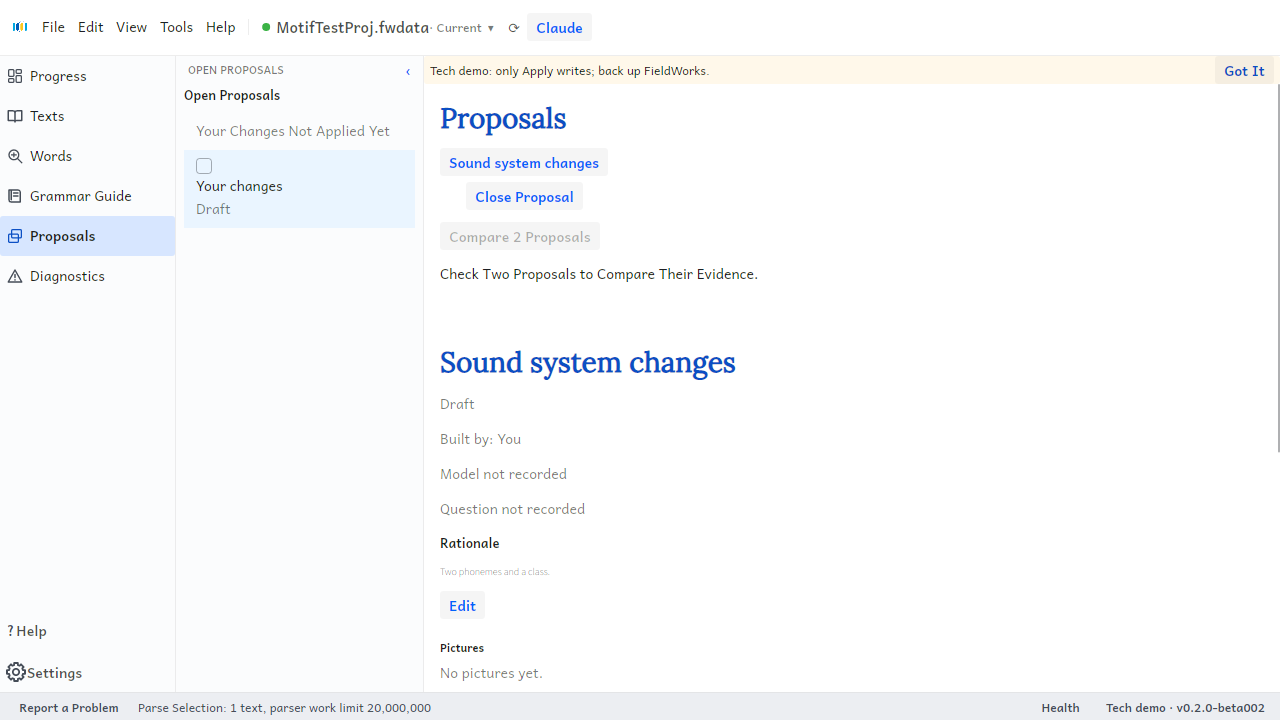 File Edit View Tools Help MotifTestProj.fwdata · Current ▾ ⟳ Claude
Progress
Texts
Words
Grammar Guide
Proposals
Diagnostics
? Help
Settings
OPEN PROPOSALS ‹
Open Proposals
Your Changes Not Applied Yet
Your changes
Draft
Tech demo: only Apply writes; back up FieldWorks. Got It
Proposals
Sound system changes
Close Proposal
Compare 2 Proposals
Check Two Proposals to Compare Their Evidence.
Sound system changes
Draft
Built by: You
Model not recorded
Question not recorded
Rationale
Two phonemes and a class.
Edit
Pictures
No pictures yet.
Report a Problem Parse Selection: 1 text, parser work limit 20,000,000 Health Tech demo · v0.2.0-beta002